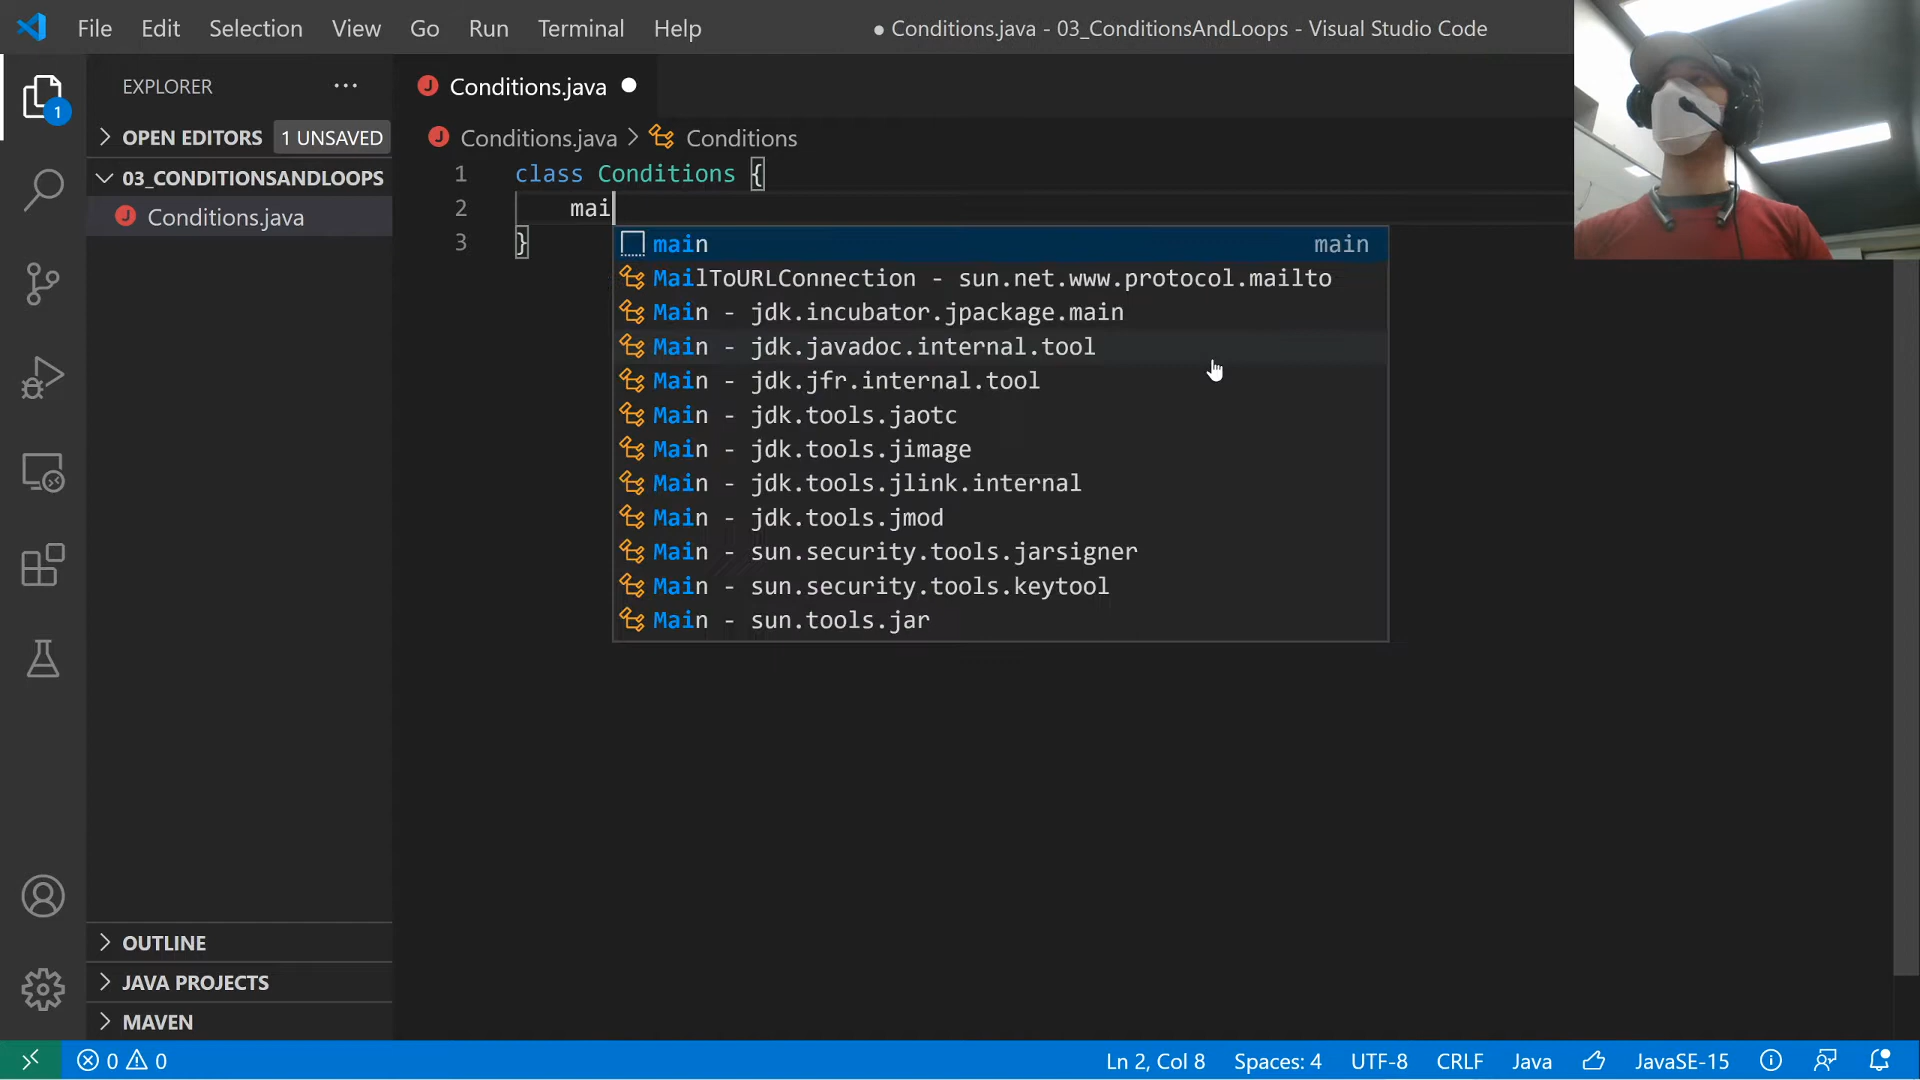 File Edit Selection View Go Run Terminal Help
● Conditions.java - 03_ConditionsAndLoops - Visual Studio Code
EXPLORER ···
Conditions.java
1
OPEN EDITORS 1 UNSAVED
Conditions.java > Conditions
03_CONDITIONSANDLOOPS
Conditions.java
1 class Conditions {
2 mai
3 }
main main
MailToURLConnection - sun.net.www.protocol.mailto
Main - jdk.incubator.jpackage.main
Main - jdk.javadoc.internal.tool
Main - jdk.jfr.internal.tool
Main - jdk.tools.jaotc
Main - jdk.tools.jimage
Main - jdk.tools.jlink.internal
Main - jdk.tools.jmod
Main - sun.security.tools.jarsigner
Main - sun.security.tools.keytool
Main - sun.tools.jar
OUTLINE
JAVA PROJECTS
MAVEN
0 0 Ln 2, Col 8 Spaces: 4 UTF-8 CRLF Java JavaSE-15